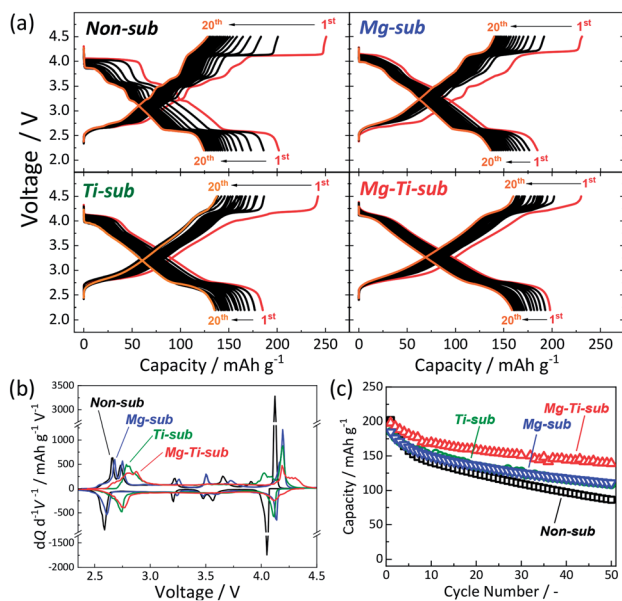 (a)
Non-sub
20th
1st
Mg-sub
20th
1st
4.5
4.0
3.5
3.0
2.5
2.0
20th
1st
20th
1st
Voltage / V
Ti-sub
20th
1st
Mg-Ti-sub
20th
1st
4.5
4.0
3.5
3.0
2.5
2.0
20th
1st
20th
1st
0 50 100 150 200 250
0 50 100 150 200 250
Capacity / mAh g-1
Capacity / mAh g-1
(b)
Non-sub
Mg-sub
Ti-sub
Mg-Ti-sub
3500
3000
1000
500
0
-500
-1500
-2000
dQ dV-1 / mAh g-1 V-1
2.5 3.0 3.5 4.0 4.5
Voltage / V
(c)
Mg-Ti-sub
Ti-sub
Mg-sub
Non-sub
250
200
150
100
50
0
Capacity / mAh g-1
0 10 20 30 40 50
Cycle Number / -